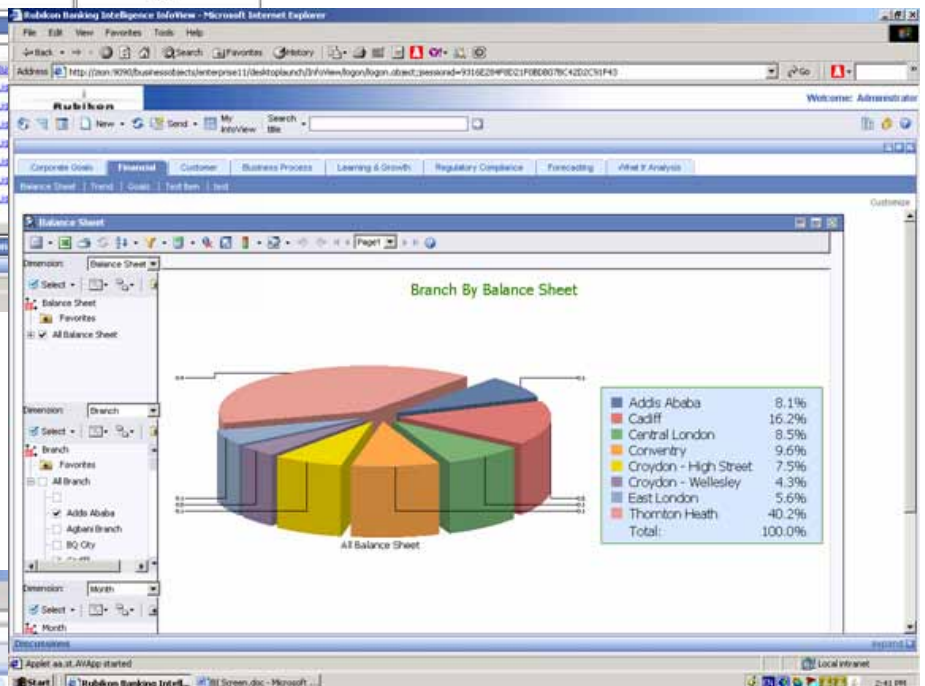 Rubikon Banking Intelligence InfoView - Microsoft Internet Explorer
File Edit View Favorites Tools Help
Back Search Favorites History
Address Go
Rubikon
Welcome: Administrator
New Send My InfoView Search title
Corporate Goals Financial Customer Business Process Learning & Growth Regulatory Compliance Forecasting What If Analysis
Balance Sheet | Trend | Goals | Test Item | test
Customize
Balance Sheet
Page1
Dimension: Balance Sheet
Select
Balance Sheet
Favorites
All Balance Sheet
Dimension: Branch
Select
Branch
Favorites
All Branch
Addis Ababa
Agbani Branch
BQ City
Dimension: Month
Select
Month
Branch By Balance Sheet
All Balance Sheet
Addis Ababa 8.1%
Cadiff 16.2%
Central London 8.5%
Conventry 9.6%
Croydon - High Street 7.5%
Croydon - Wellesley 4.3%
East London 5.6%
Thornton Heath 40.2%
Total: 100.0%
Discussions
Expand
Applet aa.st.AVApp started
Local intranet
Start Rubikon Banking Intell... BI Screen.doc - Microsoft ...
2:41 PM